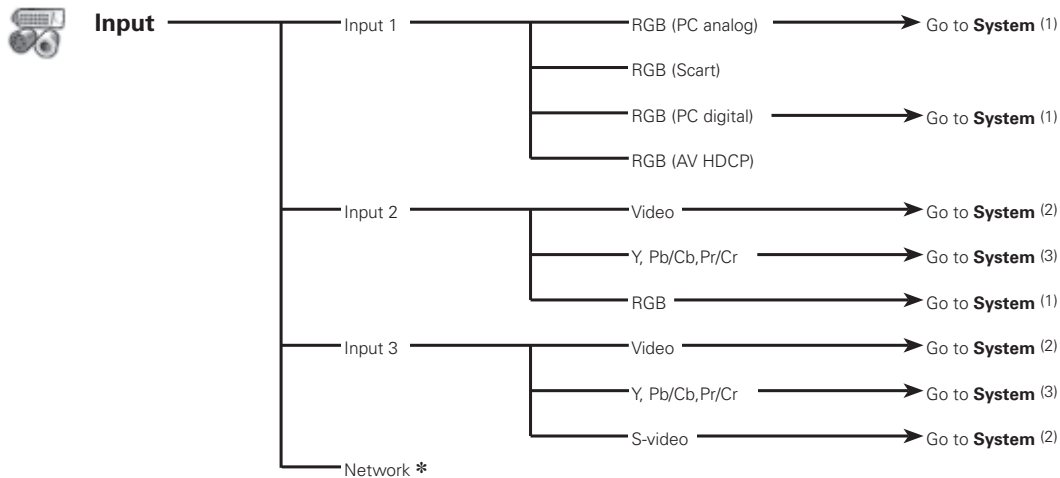 Input Input 1 RGB (PC analog) Go to System (1)
RGB (Scart)
RGB (PC digital) Go to System (1)
RGB (AV HDCP)
Input 2 Video Go to System (2)
Y, Pb/Cb,Pr/Cr Go to System (3)
RGB Go to System (1)
Input 3 Video Go to System (2)
Y, Pb/Cb,Pr/Cr Go to System (3)
S-video Go to System (2)
Network ✻